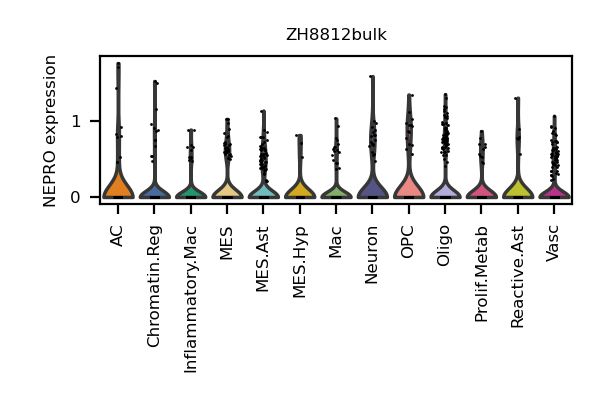 ZH8812bulk
NEPRO expression
1
0
AC
Chromatin.Reg
Inflammatory.Mac
MES
MES.Ast
MES.Hyp
Mac
Neuron
OPC
Oligo
Prolif.Metab
Reactive.Ast
Vasc